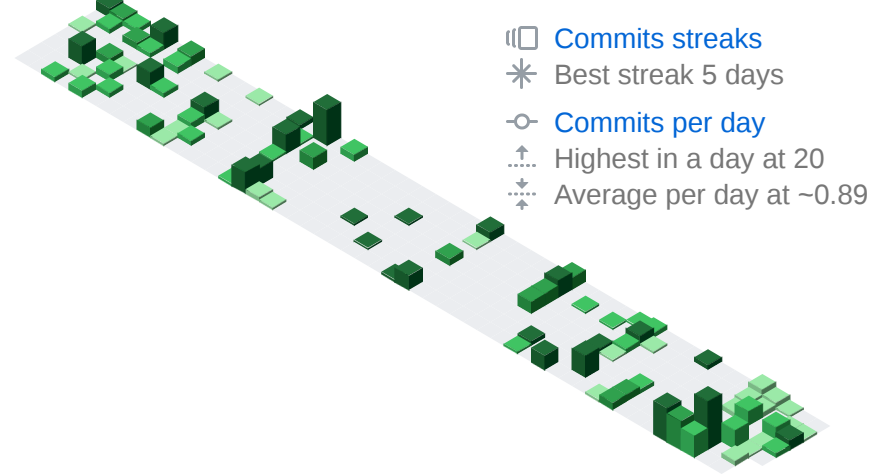 Commits streaks
Best streak 5 days
Commits per day
Highest in a day at 20
Average per day at ~0.89